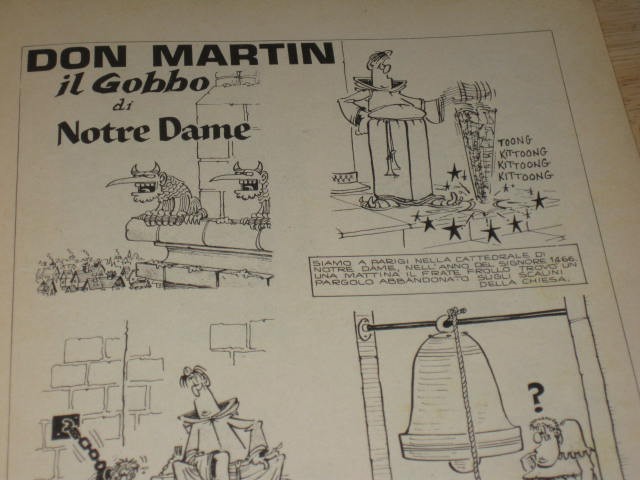 DON MARTIN
il Gobbo
di
Notre Dame
TOONG
KITTOONG
KITTOONG
KITTOONG
SIAMO A PARIGI NELLA CATTEDRALE DI
NOTRE DAME, NELL'ANNO DEL SIGNORE 1466.
UNA MATTINA IL FRATE FROLLO TROVO' UN
PARGOLO ABBANDONATO SUGLI SCALINI
DELLA CHIESA.
?